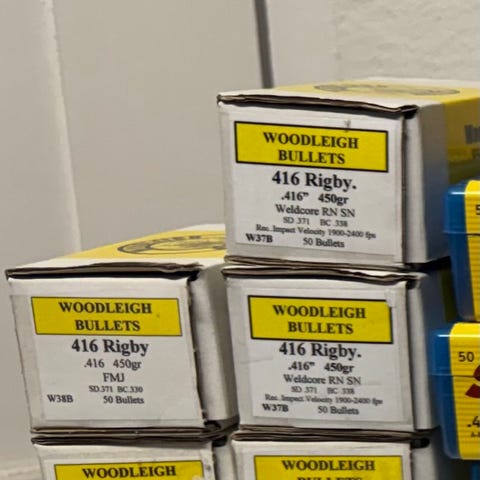 WOODLEIGH
BULLETS
416 Rigby.
.416" 450gr
Weldcore RN SN
SD .371 BC .338
Rec. Impact Velocity 1900-2400 fps
W37B 50 Bullets
WOODLEIGH
BULLETS
416 Rigby
.416 450gr
FMJ
SD.371 BC.330
W38B 50 Bullets
WOODLEIGH
BULLETS
416 Rigby.
.416" 450gr
Weldcore RN SN
SD .371 BC .338
Rec. Impact Velocity 1900-2400 fps
W37B 50 Bullets
50
WOODLEIGH
WOODLEIGH